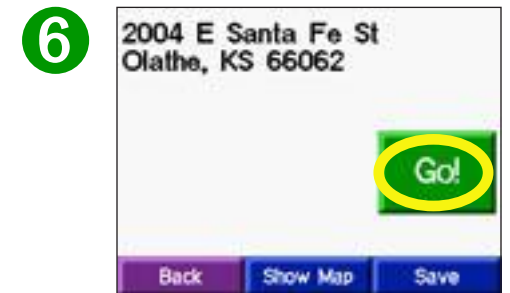 6
2004 E Santa Fe St
Olathe, KS 66062
Go!
Back Show Map Save